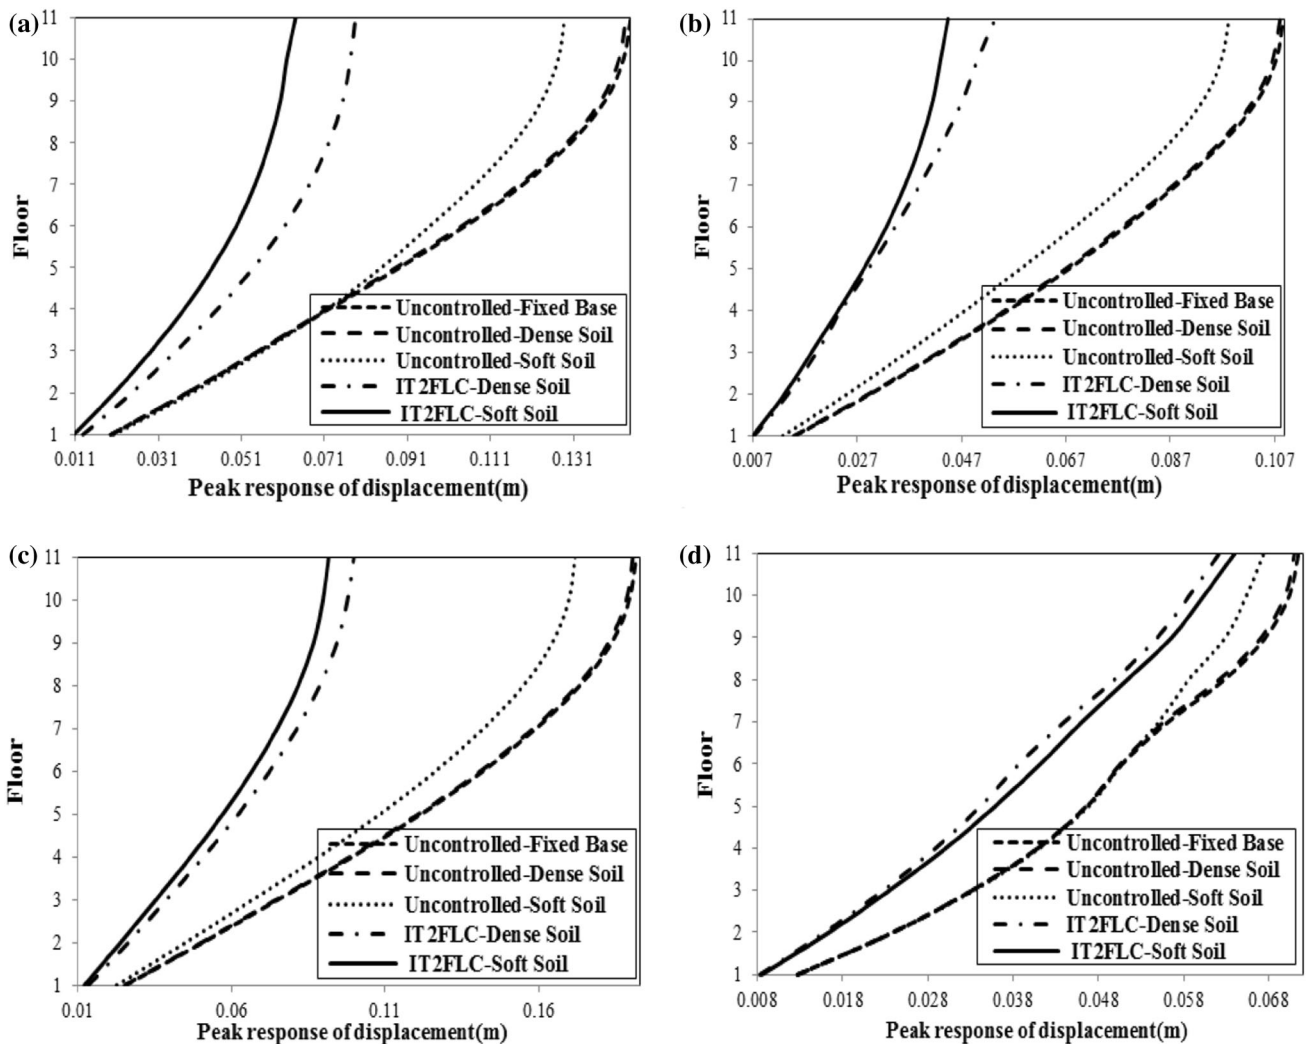 (a)
11
10
9
8
7
6
5
4
3
2
1
Floor
Uncontrolled-Fixed Base
Uncontrolled-Dense Soil
Uncontrolled-Soft Soil
IT2FLC-Dense Soil
IT2FLC-Soft Soil
0.011 0.031 0.051 0.071 0.091 0.111 0.131
Peak response of displacement(m)
(b)
11
10
9
8
7
6
5
4
3
2
1
Floor
Uncontrolled-Fixed Base
Uncontrolled-Dense Soil
Uncontrolled-Soft Soil
IT2FLC-Dense Soil
IT2FLC-Soft Soil
0.007 0.027 0.047 0.067 0.087 0.107
Peak response of displacement(m)
(c)
11
10
9
8
7
6
5
4
3
2
1
Floor
Uncontrolled-Fixed Base
Uncontrolled-Dense Soil
Uncontrolled-Soft Soil
IT2FLC-Dense Soil
IT2FLC-Soft Soil
0.01 0.06 0.11 0.16
Peak response of displacement(m)
(d)
11
10
9
8
7
6
5
4
3
2
1
Floor
Uncontrolled-Fixed Base
Uncontrolled-Dense Soil
Uncontrolled-Soft Soil
IT2FLC-Dense Soil
IT2FLC-Soft Soil
0.008 0.018 0.028 0.038 0.048 0.058 0.068
Peak response of displacement(m)